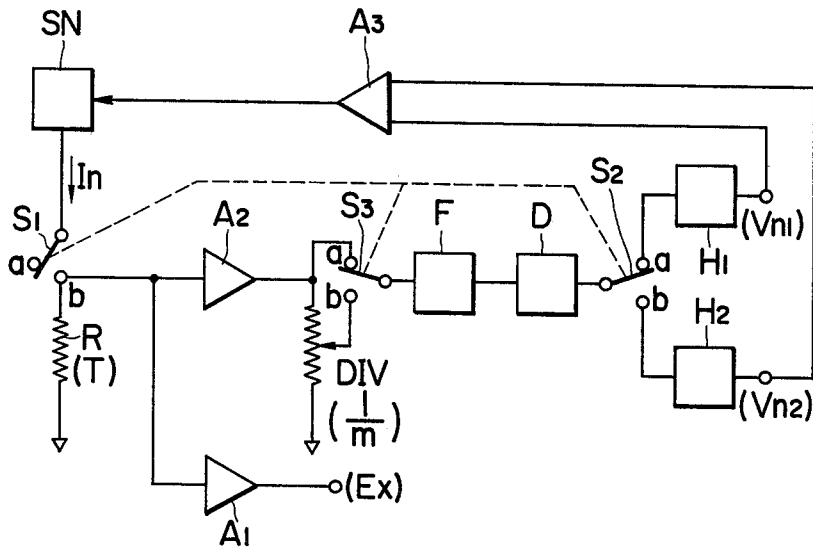 SN
A3
In
S1
a
b
R
(T)
A2
S3
a
b
DIV
(1/m)
F
D
S2
a
b
H1
(Vn1)
H2
(Vn2)
A1
(Ex)